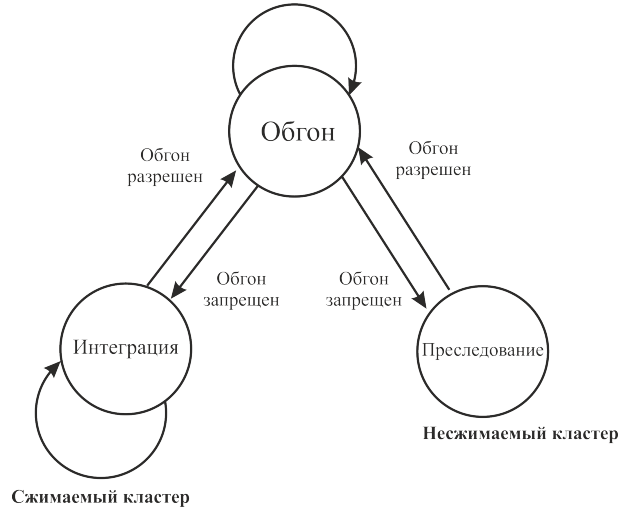 Обгон
Обгон
разрешен
Обгон
разрешен
Обгон
запрещен
Обгон
запрещен
Интеграция
Преследование
Несжимаемый кластер
Сжимаемый кластер